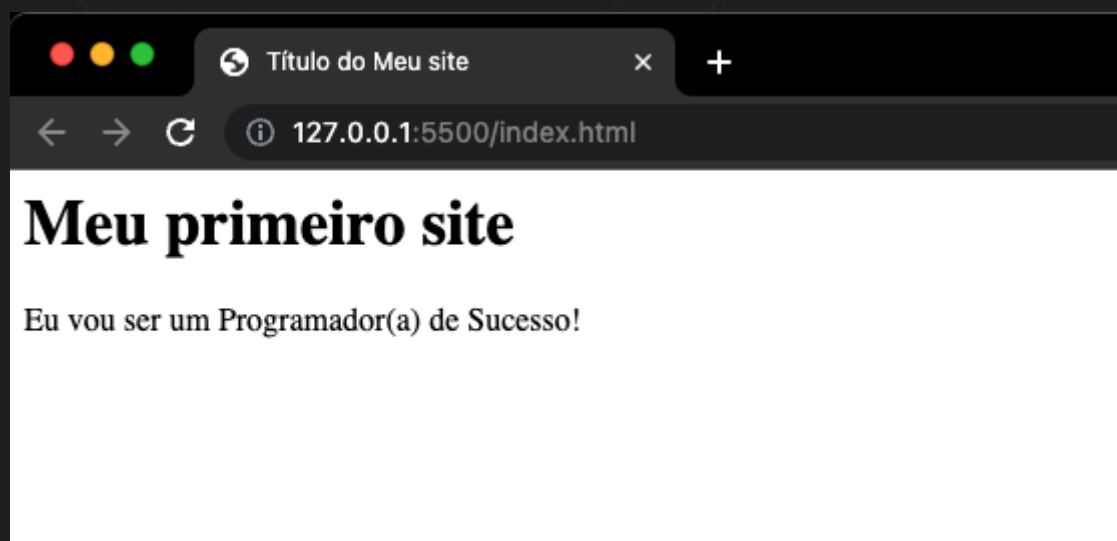 Título do Meu site
127.0.0.1:5500/index.html
Meu primeiro site
Eu vou ser um Programador(a) de Sucesso!